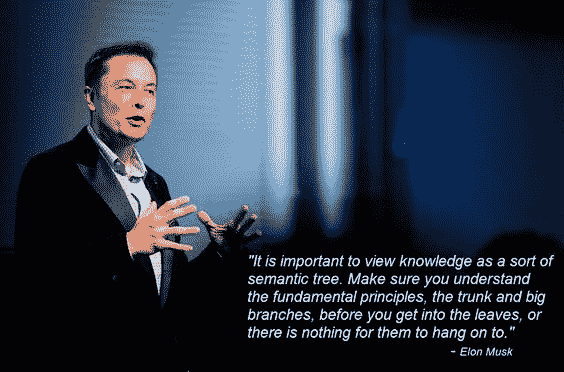 "It is important to view knowledge as a sort of
semantic tree. Make sure you understand
the fundamental principles, the trunk and big
branches, before you get into the leaves, or
there is nothing for them to hang on to."
- Elon Musk